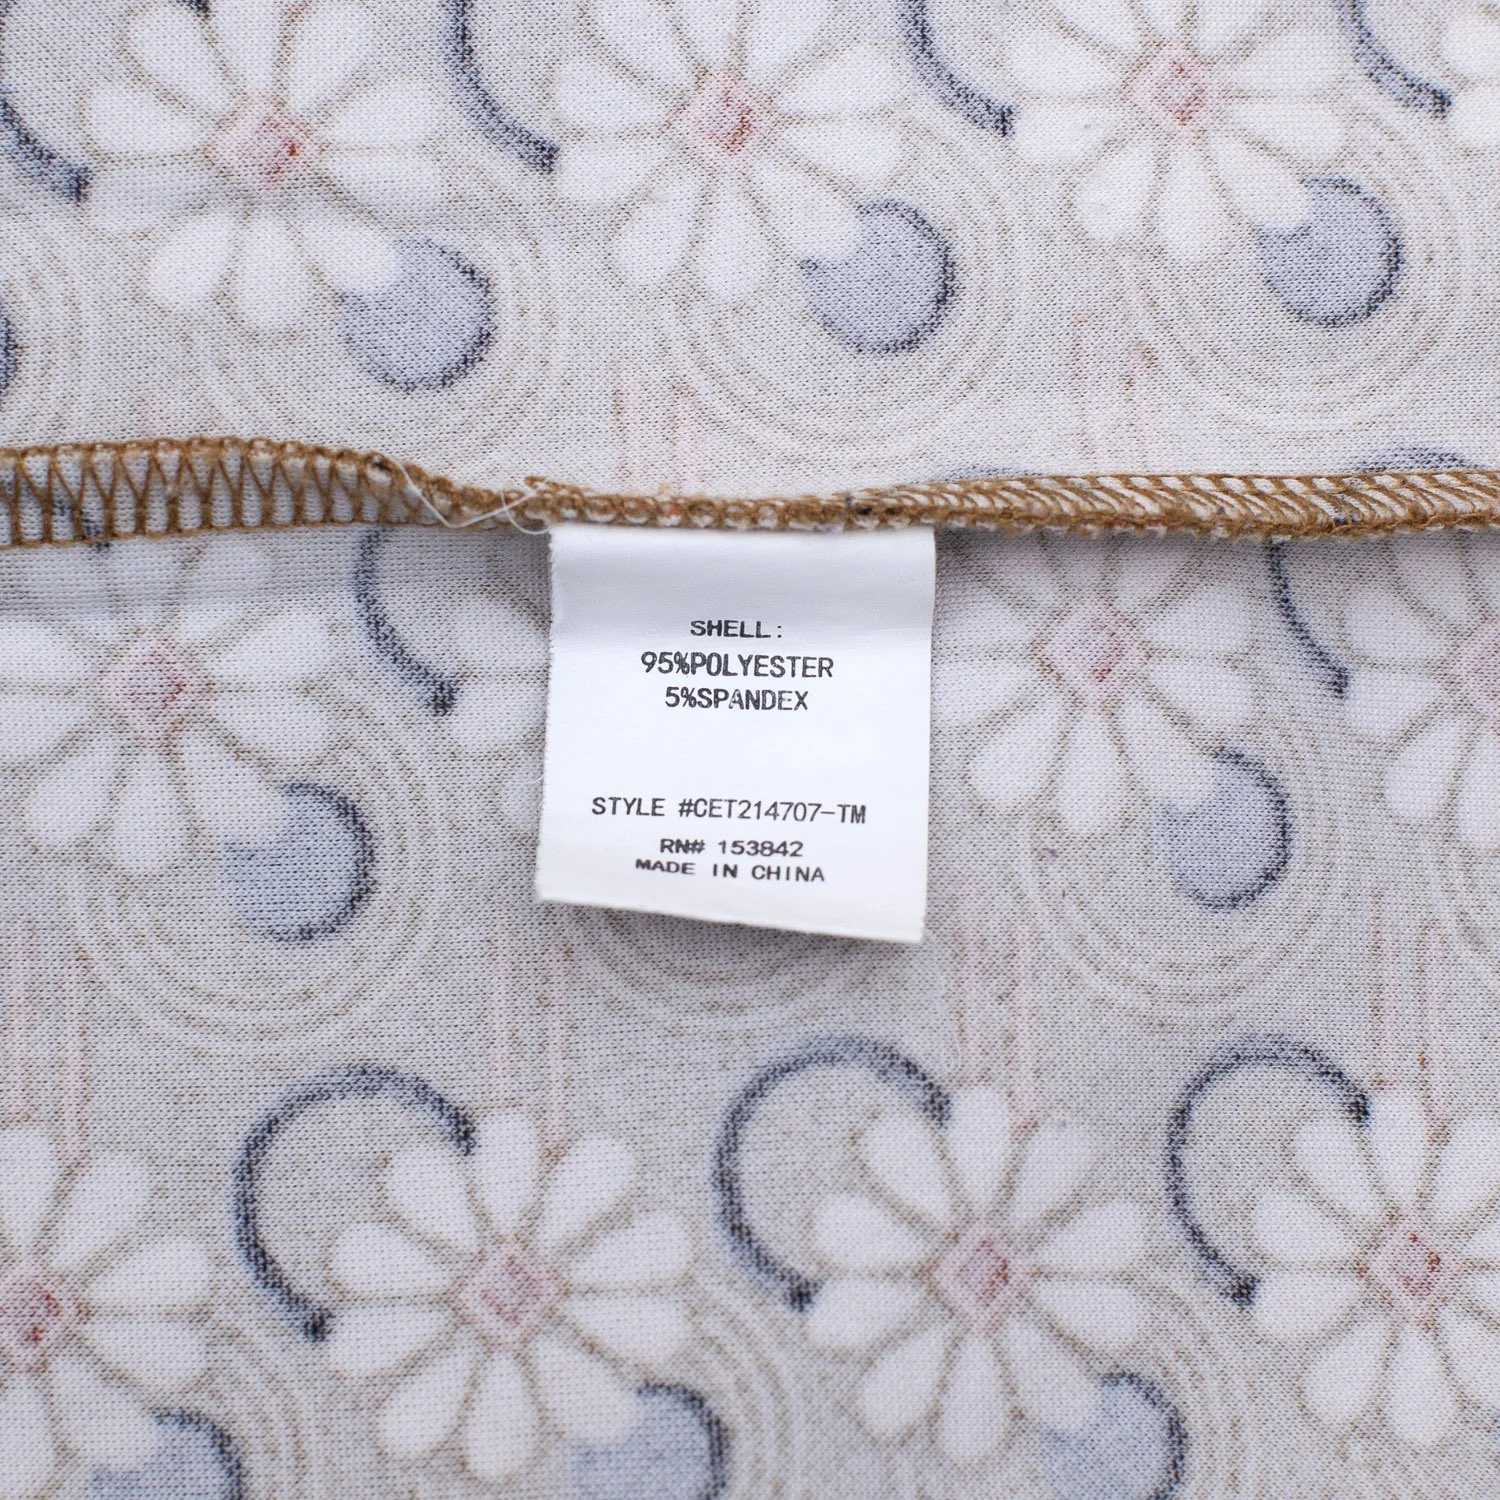 SHELL:
95%POLYESTER
5%SPANDEX
STYLE #CET214707-TM
RN# 153842
MADE IN CHINA